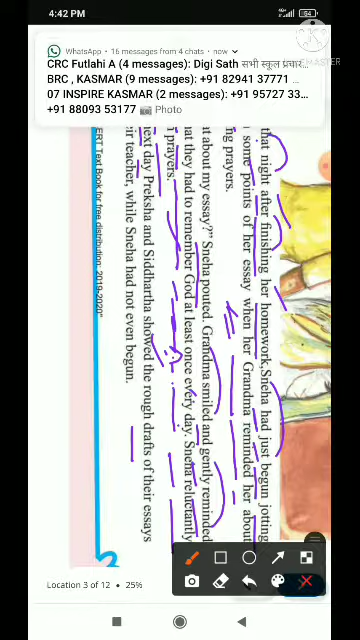 4:42 PM
54
WhatsApp • 16 messages from 4 chats • now
CRC Futlahi A (4 messages): Digi Sath सभी स्कूल प्रचार...
BRC , KASMAR (9 messages): +91 82941 37771 ...
07 INSPIRE KASMAR (2 messages): +91 95727 33...
+91 88093 53177 📷 Photo
that night after finishing her homework, Sneha had just begun jotting
some points of her essay when her Grandma reminded her about
ng prayers.
t about my essay?" Sneha pouted. Grandma smiled and gently reminded
at they had to remember God at least once every day. Sneha reluctantly
prayers.
next day Preksha and Siddhartha showed the rough drafts of their essays
ir teacher, while Sneha had not even begun.
ERT Text Book for free distribution, 2019-2020"
Location 3 of 12 • 25%